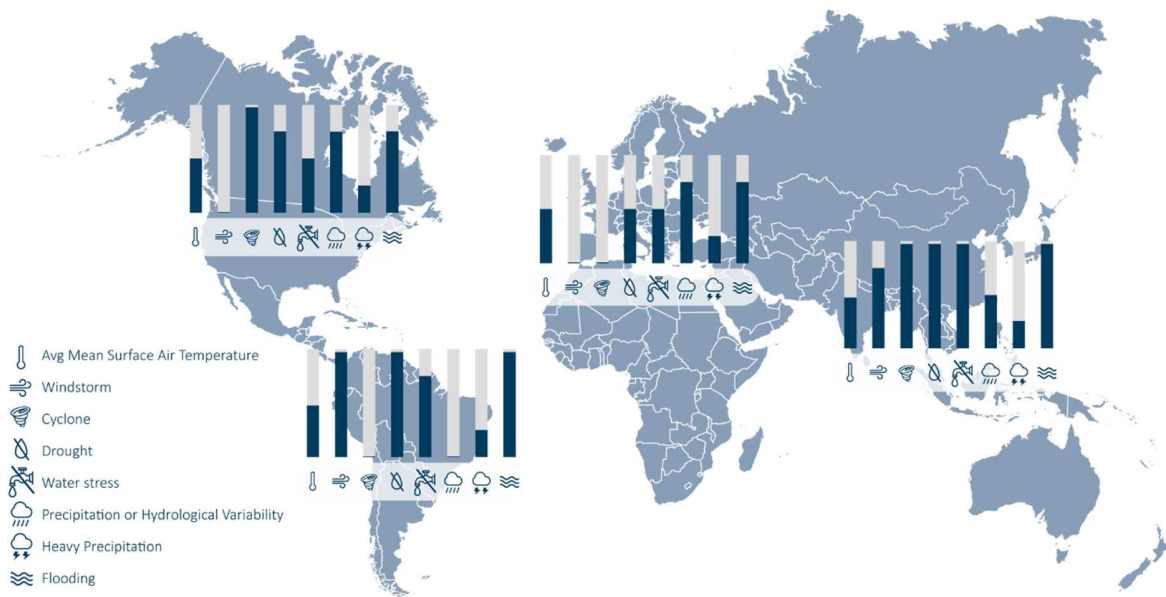 Avg Mean Surface Air Temperature
Windstorm
Cyclone
Drought
Water stress
Precipitation or Hydrological Variability
Heavy Precipitation
Flooding